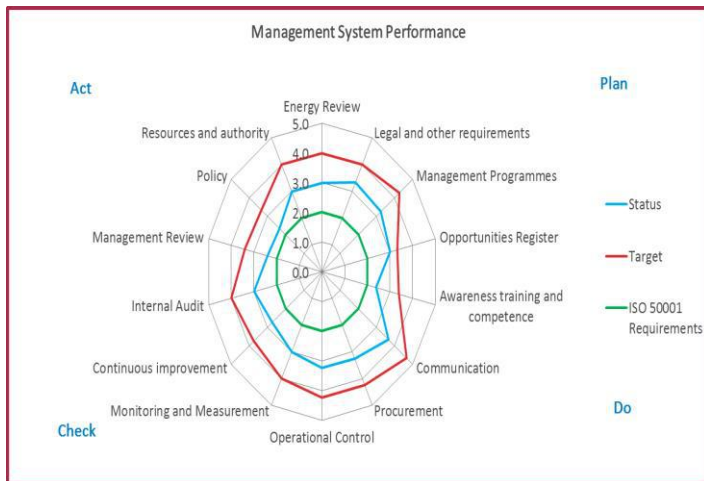 Management System Performance
Act
Plan
Energy Review
5.0
Resources and authority
Legal and other requirements
4.0
Policy
Management Programmes
3.0
2.0
Status
Management Review
1.0
Opportunities Register
Target
0.0
Internal Audit
Awareness training and
competence
ISO 50001
Requirements
Continuous improvement
Communication
Monitoring and Measurement
Procurement
Operational Control
Check
Do